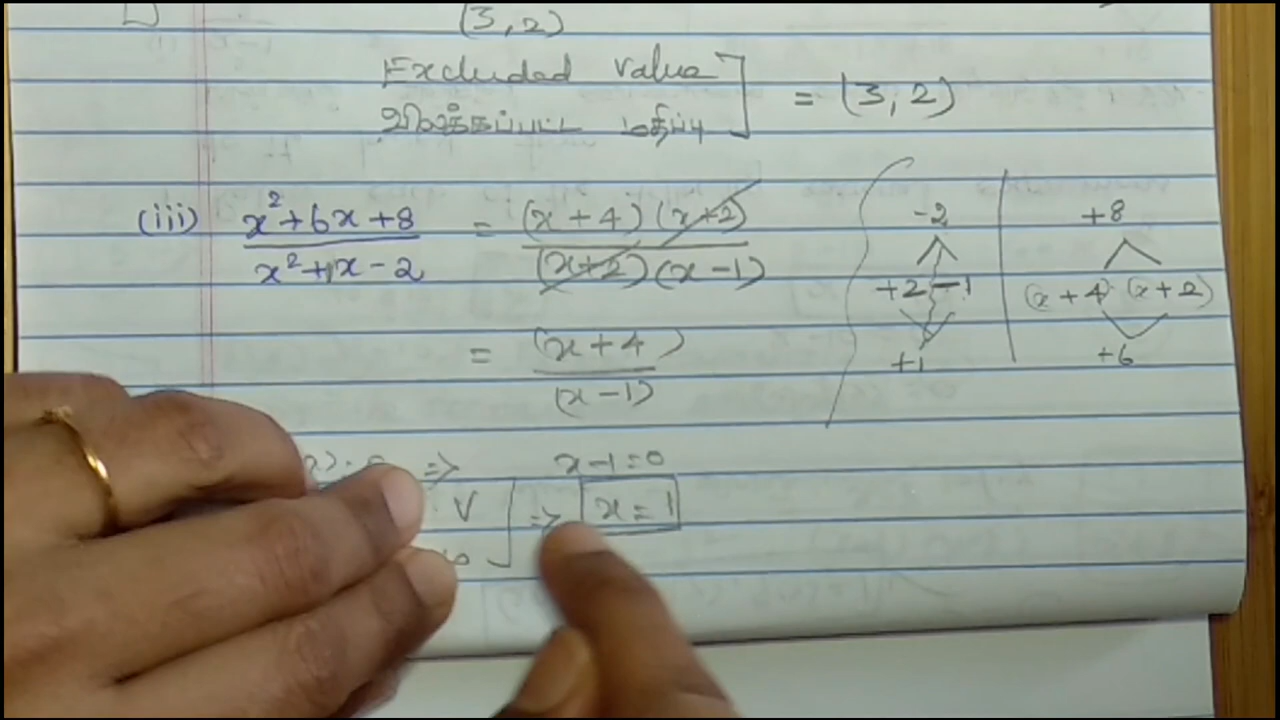 (3, 2)
Excluded value
விலக்கப்பட்ட மதிப்பு
= (3, 2)
(iii) x²+6x+8 = (x+4)(x+2)
x²+1x-2 (x+2)(x-1)
= (x+4)
(x-1)
-2
+2 -1
+1
+8
(x+4) (x+2)
+6
=> x-1=0
V => x = 1